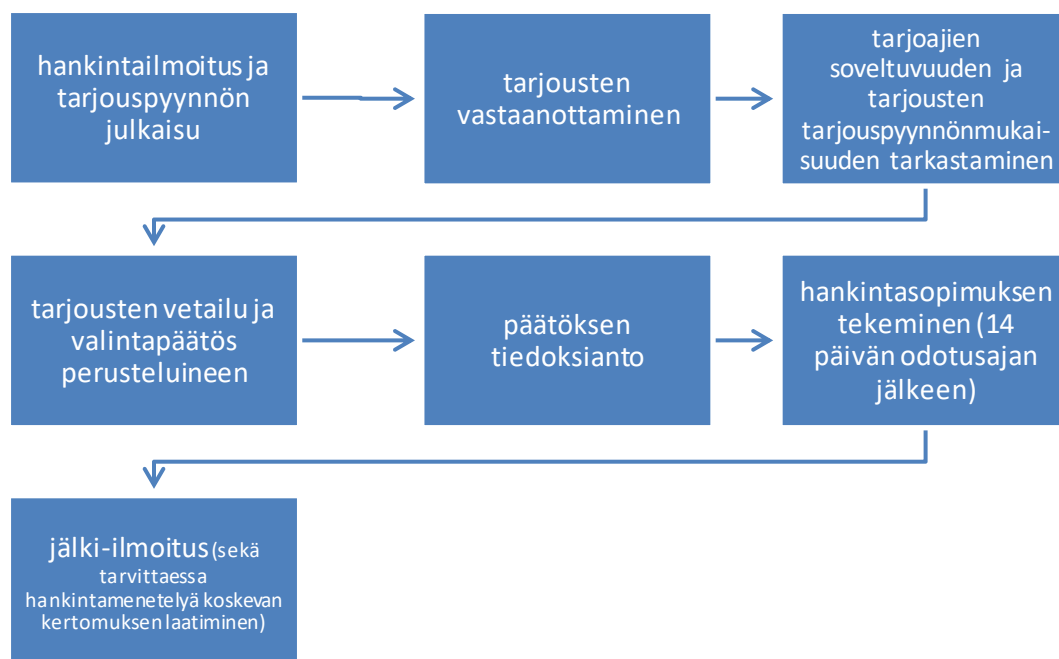 hankintailmoitus ja
tarjouspyynnön
julkaisu
tarjousten
vastaanottaminen
tarjoajien
soveltuvuuden ja
tarjousten
tarjouspyynnönmukai-
suuden tarkastaminen
tarjousten vetailu ja
valintapäätös
perusteluineen
päätöksen
tiedoksianto
hankintasopimuksen
tekeminen (14
päivän odotusajan
jälkeen)
jälki-ilmoitus (sekä
tarvittaessa
hankintamenetelyä koskevan
kertomuksen laatiminen)